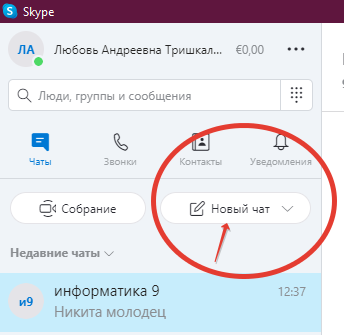 Skype
ЛА Любовь Андреевна Тришкал... €0,00
Люди, группы и сообщения
Чаты Звонки Контакты Уведомления
Собрание Новый чат
Недавние чаты
и9 информатика 9 12:37
Никита молодец